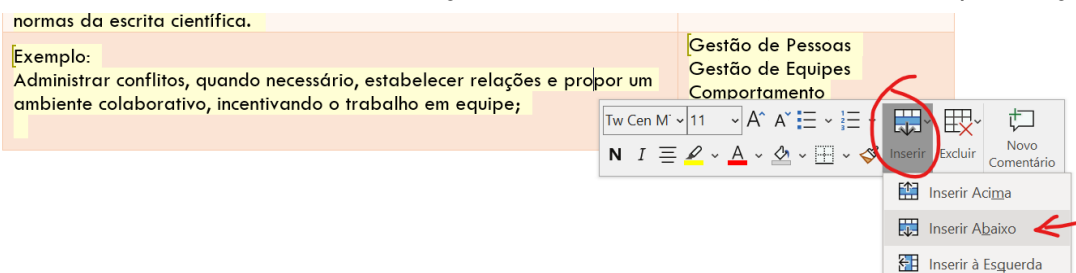 normas da escrita científica.
Exemplo:
Administrar conflitos, quando necessário, estabelecer relações e propor um
ambiente colaborativo, incentivando o trabalho em equipe;
Gestão de Pessoas
Gestão de Equipes
Comportamento
Tw Cen M 11 A A
N I A Inserir Excluir Novo
Comentário
Inserir Acima
Inserir Abaixo
Inserir à Esquerda